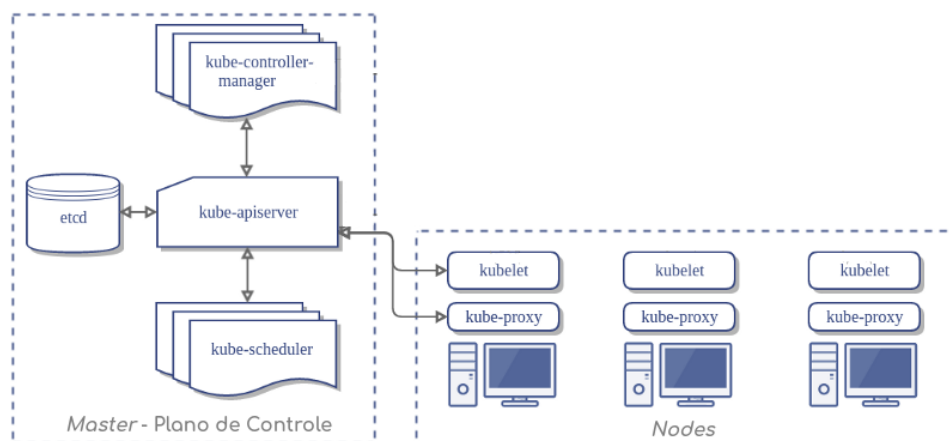 kube-controller-
manager
etcd
kube-apiserver
kube-scheduler
Master - Plano de Controle
kubelet
kubelet
kubelet
kube-proxy
kube-proxy
kube-proxy
Nodes